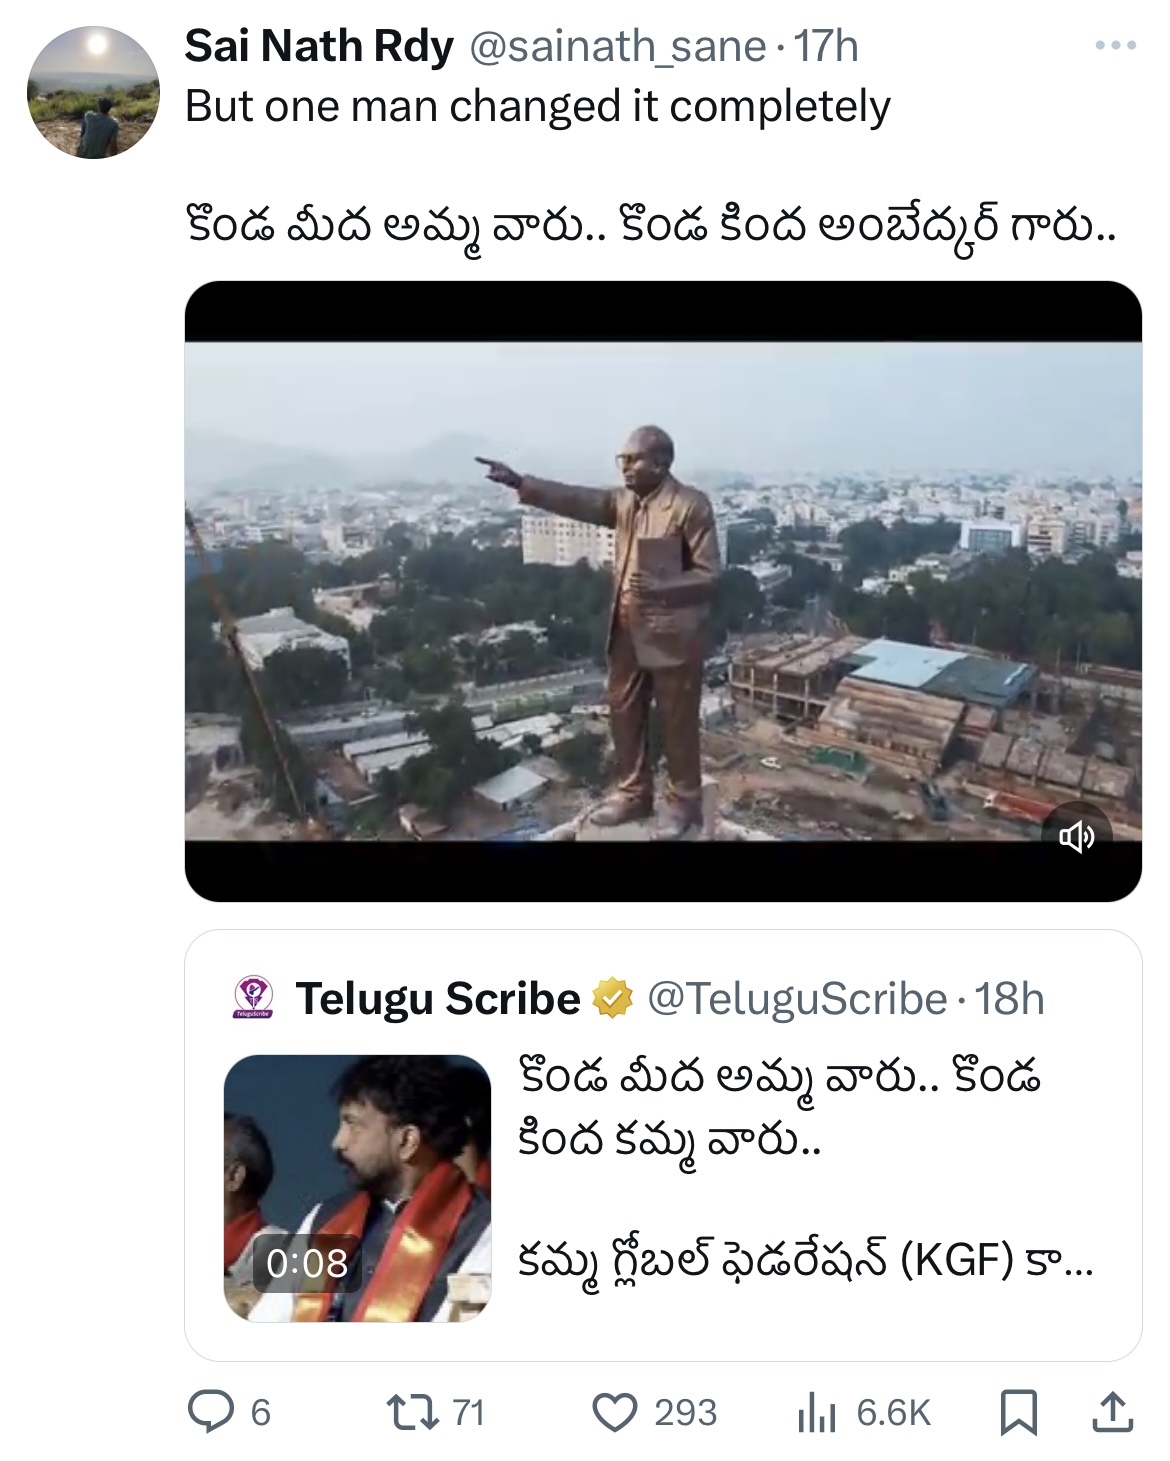 Sai Nath Rdy @sainath_sane · 17h
But one man changed it completely
కొండ మీద అమ్మ వారు.. కొండ కింద అంబేద్కర్ గారు..
Telugu Scribe @TeluguScribe · 18h
కొండ మీద అమ్మ వారు.. కొండ
కింద కమ్మ వారు..
కమ్మ గ్లోబల్ ఫెడరేషన్ (KGF) కా...
0:08
6 71 293 6.6K